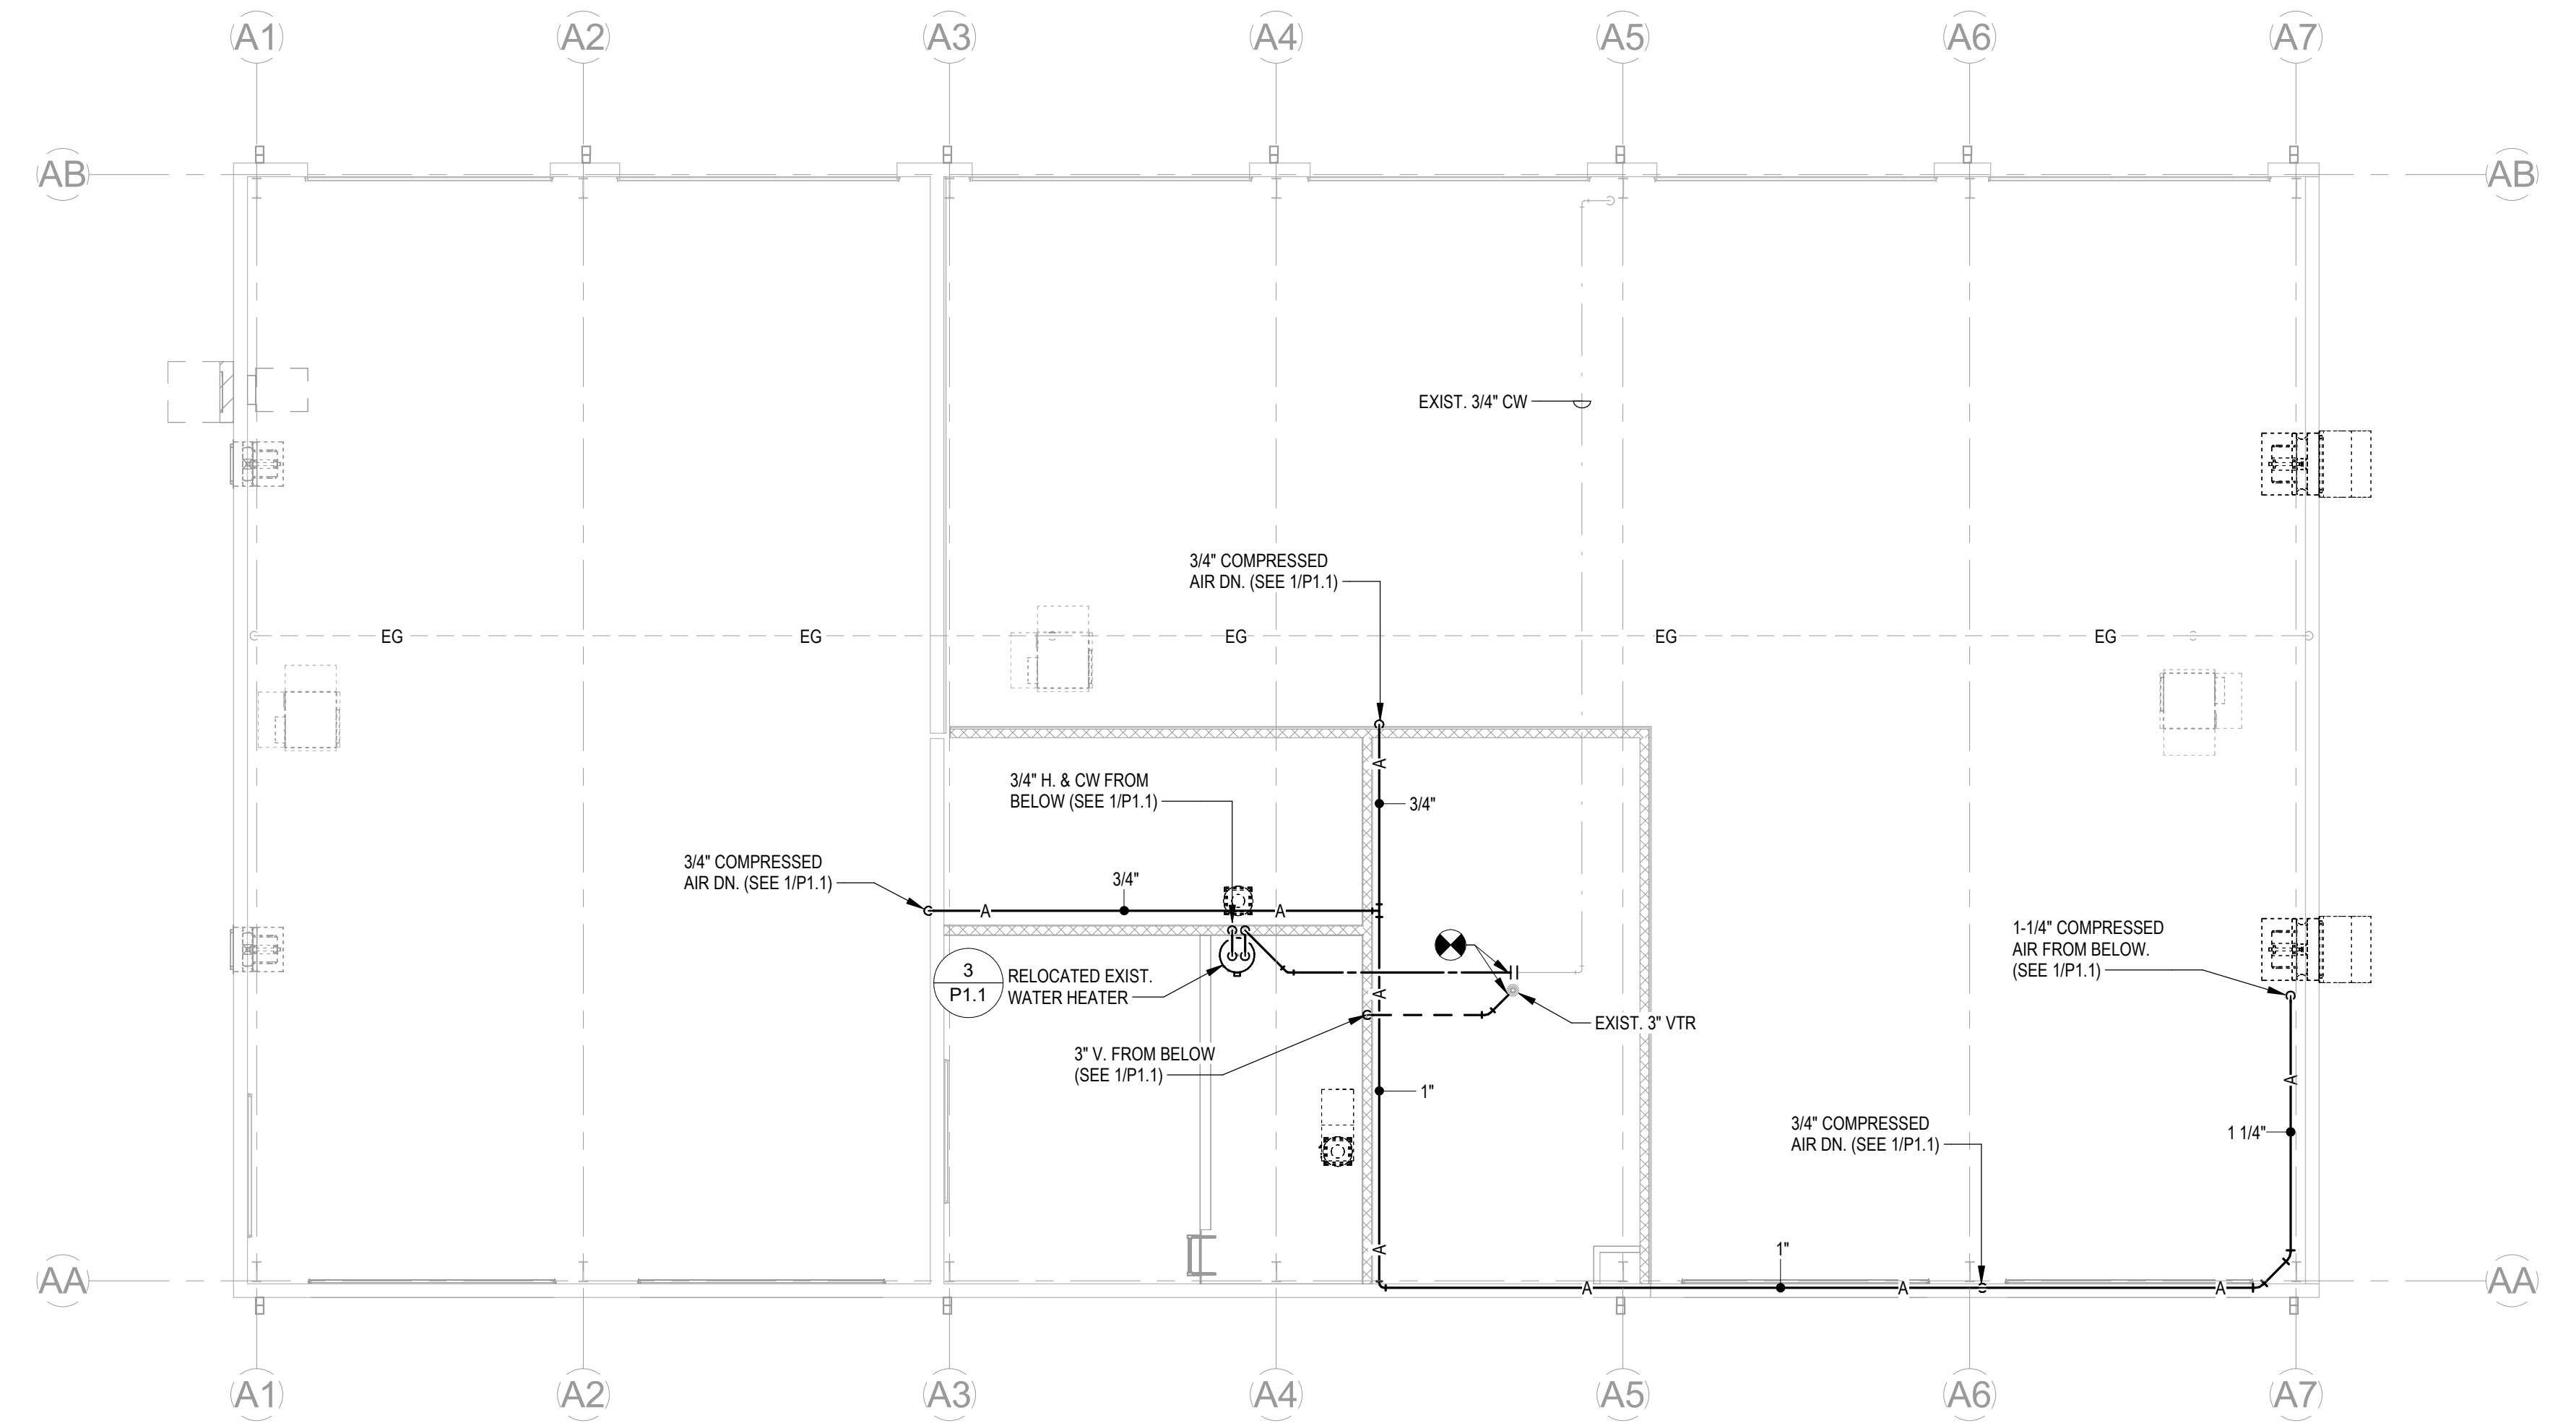 A1 A2 A3 A4 A5 A6 A7
AB AB
EXIST. 3/4" CW
3/4" COMPRESSED
AIR DN. (SEE 1/P1.1)
EG EG EG EG EG
3/4" H. & CW FROM
BELOW (SEE 1/P1.1)
A
3/4"
3/4" COMPRESSED
AIR DN. (SEE 1/P1.1)
3/4"
A A
1-1/4" COMPRESSED
AIR FROM BELOW.
(SEE 1/P1.1)
3
P1.1
RELOCATED EXIST.
WATER HEATER
A
EXIST. 3" VTR
3" V. FROM BELOW
(SEE 1/P1.1)
1"
A
3/4" COMPRESSED
AIR DN. (SEE 1/P1.1)
1 1/4"
A
1"
A A A
AA AA
A1 A2 A3 A4 A5 A6 A7